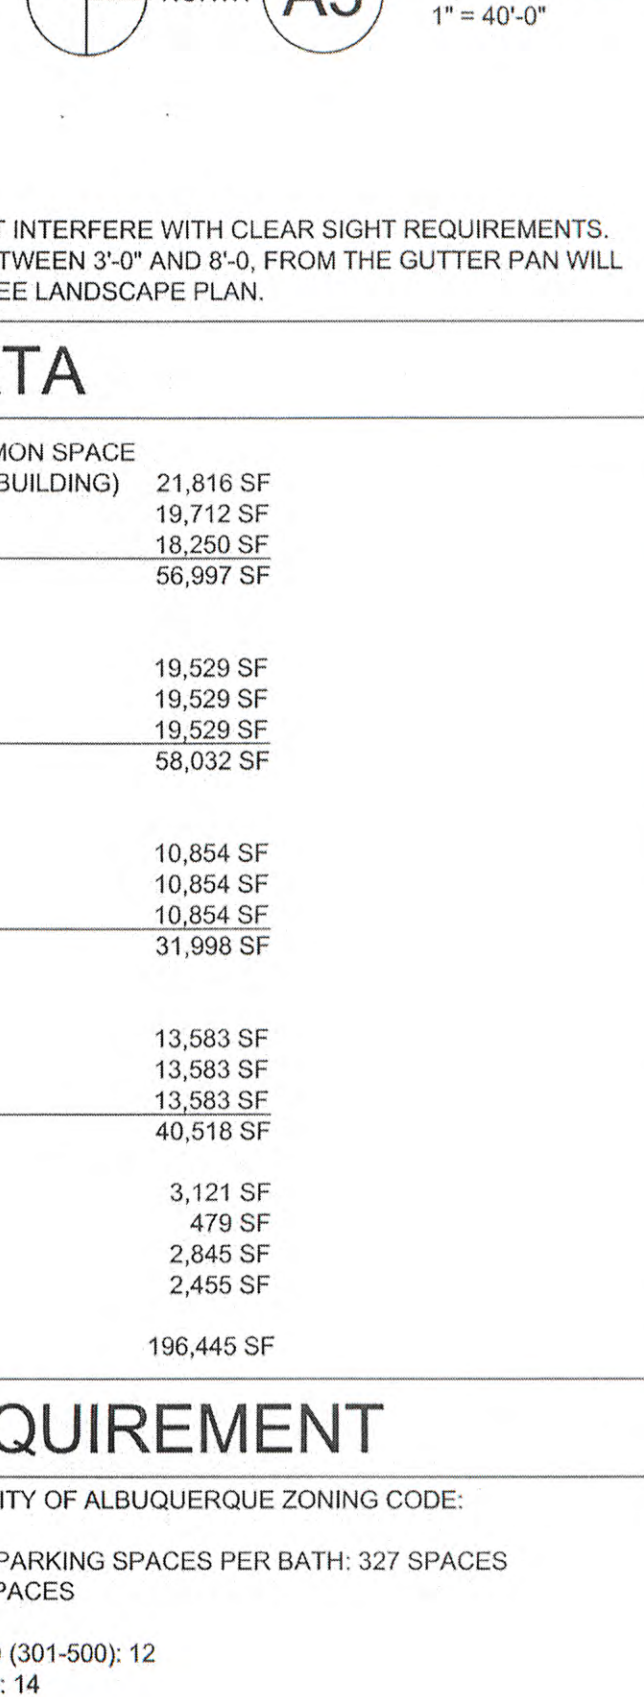 A3
1" = 40'-0"
T INTERFERE WITH CLEAR SIGHT REQUIREMENTS.
TWEEN 3'-0" AND 8'-0, FROM THE GUTTER PAN WILL
EE LANDSCAPE PLAN.
ATA
MON SPACE
BUILDING) 21,816 SF
19,712 SF
18,250 SF
56,997 SF
19,529 SF
19,529 SF
19,529 SF
58,032 SF
10,854 SF
10,854 SF
10,854 SF
31,998 SF
13,583 SF
13,583 SF
13,583 SF
40,518 SF
3,121 SF
479 SF
2,845 SF
2,455 SF
196,445 SF
QUIREMENT
ITY OF ALBUQUERQUE ZONING CODE:
PARKING SPACES PER BATH: 327 SPACES
PACES
(301-500): 12
: 14